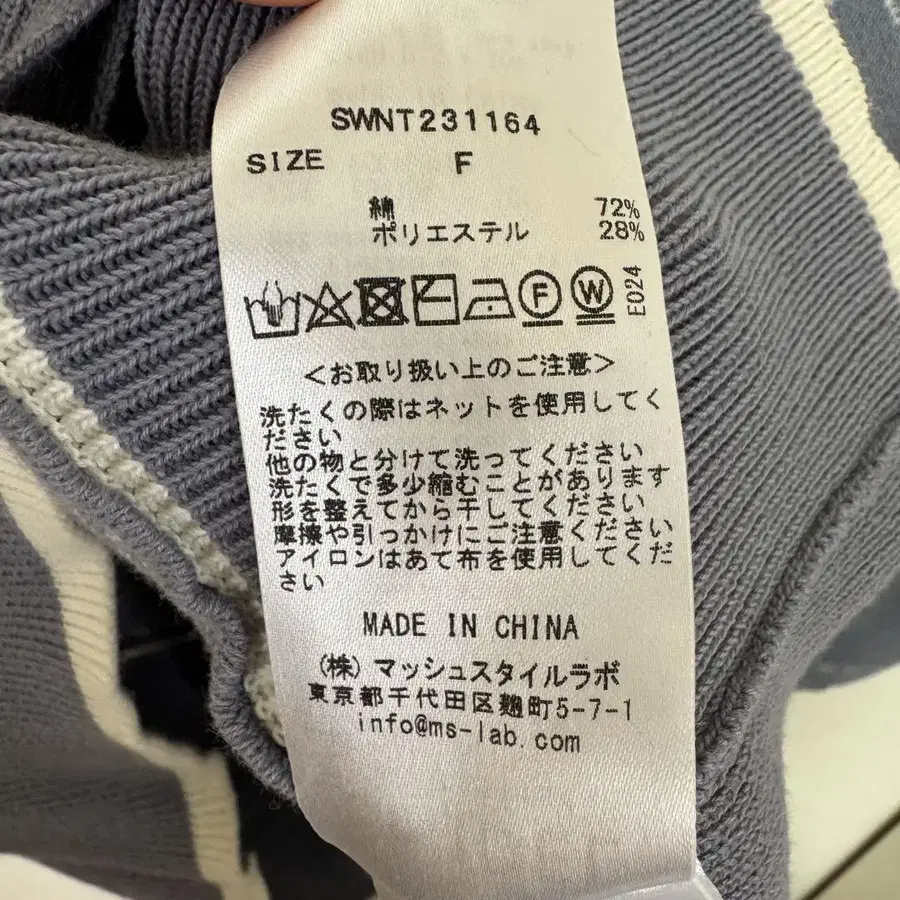 SWNT231164
SIZE F
綿 72%
ポリエステル 28%
F W E024
<お取り扱い上のご注意>
洗たくの際はネットを使用してく
ださい
他の物と分けて洗ってください
洗たくで多少縮むことがあります
形を整えてから干してください
摩擦や引っかけにご注意ください
アイロンはあて布を使用してくだ
さい
MADE IN CHINA
(株)マッシュスタイルラボ
東京都千代田区麹町5-7-1
info@ms-lab.com